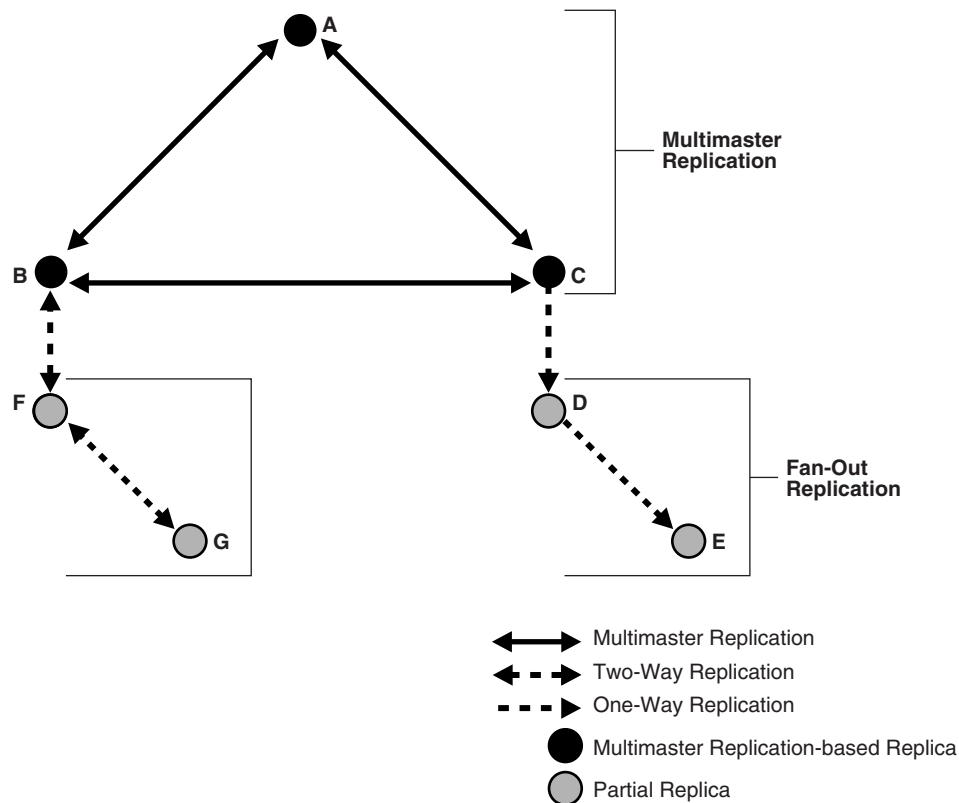 A
Multimaster
Replication
B
C
F
D
Fan-Out
Replication
G
E
Multimaster Replication
Two-Way Replication
One-Way Replication
Multimaster Replication-based Replica
Partial Replica